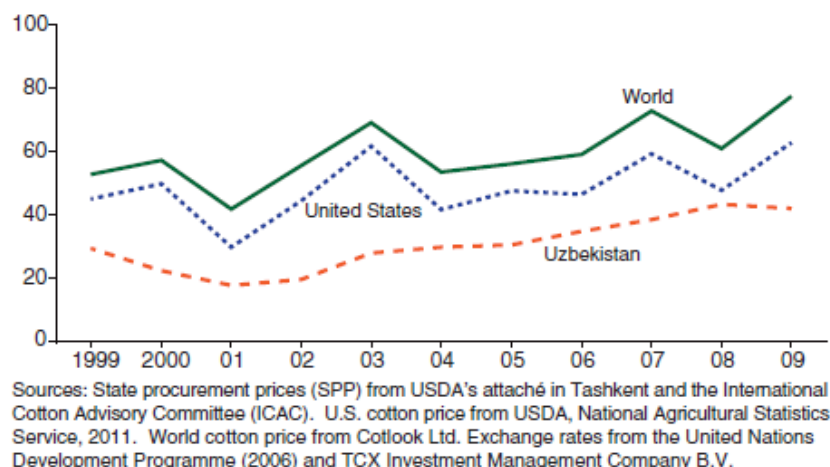 100
80
World
60
40
United States
Uzbekistan
20
0
1999 2000 01 02 03 04 05 06 07 08 09
Sources: State procurement prices (SPP) from USDA's attaché in Tashkent and the International
Cotton Advisory Committee (ICAC). U.S. cotton price from USDA, National Agricultural Statistics
Service, 2011. World cotton price from Cotlook Ltd. Exchange rates from the United Nations
Development Programme (2006) and TCX Investment Management Company B.V.